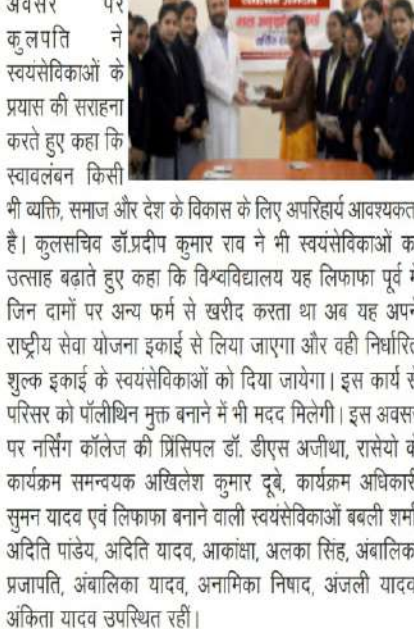 अवसर पर
कुलपति ने
स्वयंसेविकाओं के
प्रयास की सराहना
करते हुए कहा कि
स्वावलंबन किसी
भी व्यक्ति, समाज और देश के विकास के लिए अपरिहार्य आवश्यकत
है। कुलसचिव डॉ.प्रदीप कुमार राव ने भी स्वयंसेविकाओं क
उत्साह बढ़ाते हुए कहा कि विश्वविद्यालय यह लिफाफा पूर्व में
जिन दामों पर अन्य फर्म से खरीद करता था अब यह अपन
राष्ट्रीय सेवा योजना इकाई से लिया जाएगा और वही निर्धारित
शुल्क इकाई के स्वयंसेविकाओं को दिया जायेगा। इस कार्य से
परिसर को पॉलीथिन मुक्त बनाने में भी मदद मिलेगी। इस अवसर
पर नर्सिंग कॉलेज की प्रिंसिपल डॉ. डीएस अजीथा, रासेयो के
कार्यक्रम समन्वयक अखिलेश कुमार दूबे, कार्यक्रम अधिकारी
सुमन यादव एवं लिफाफा बनाने वाली स्वयंसेविकाओं बबली शर्मा
अदिति पांडेय, अदिति यादव, आकांक्षा, अलका सिंह, अंबालिक
प्रजापति, अंबालिका यादव, अनामिका निषाद, अंजली यादव
अंकिता यादव उपस्थित रहीं।